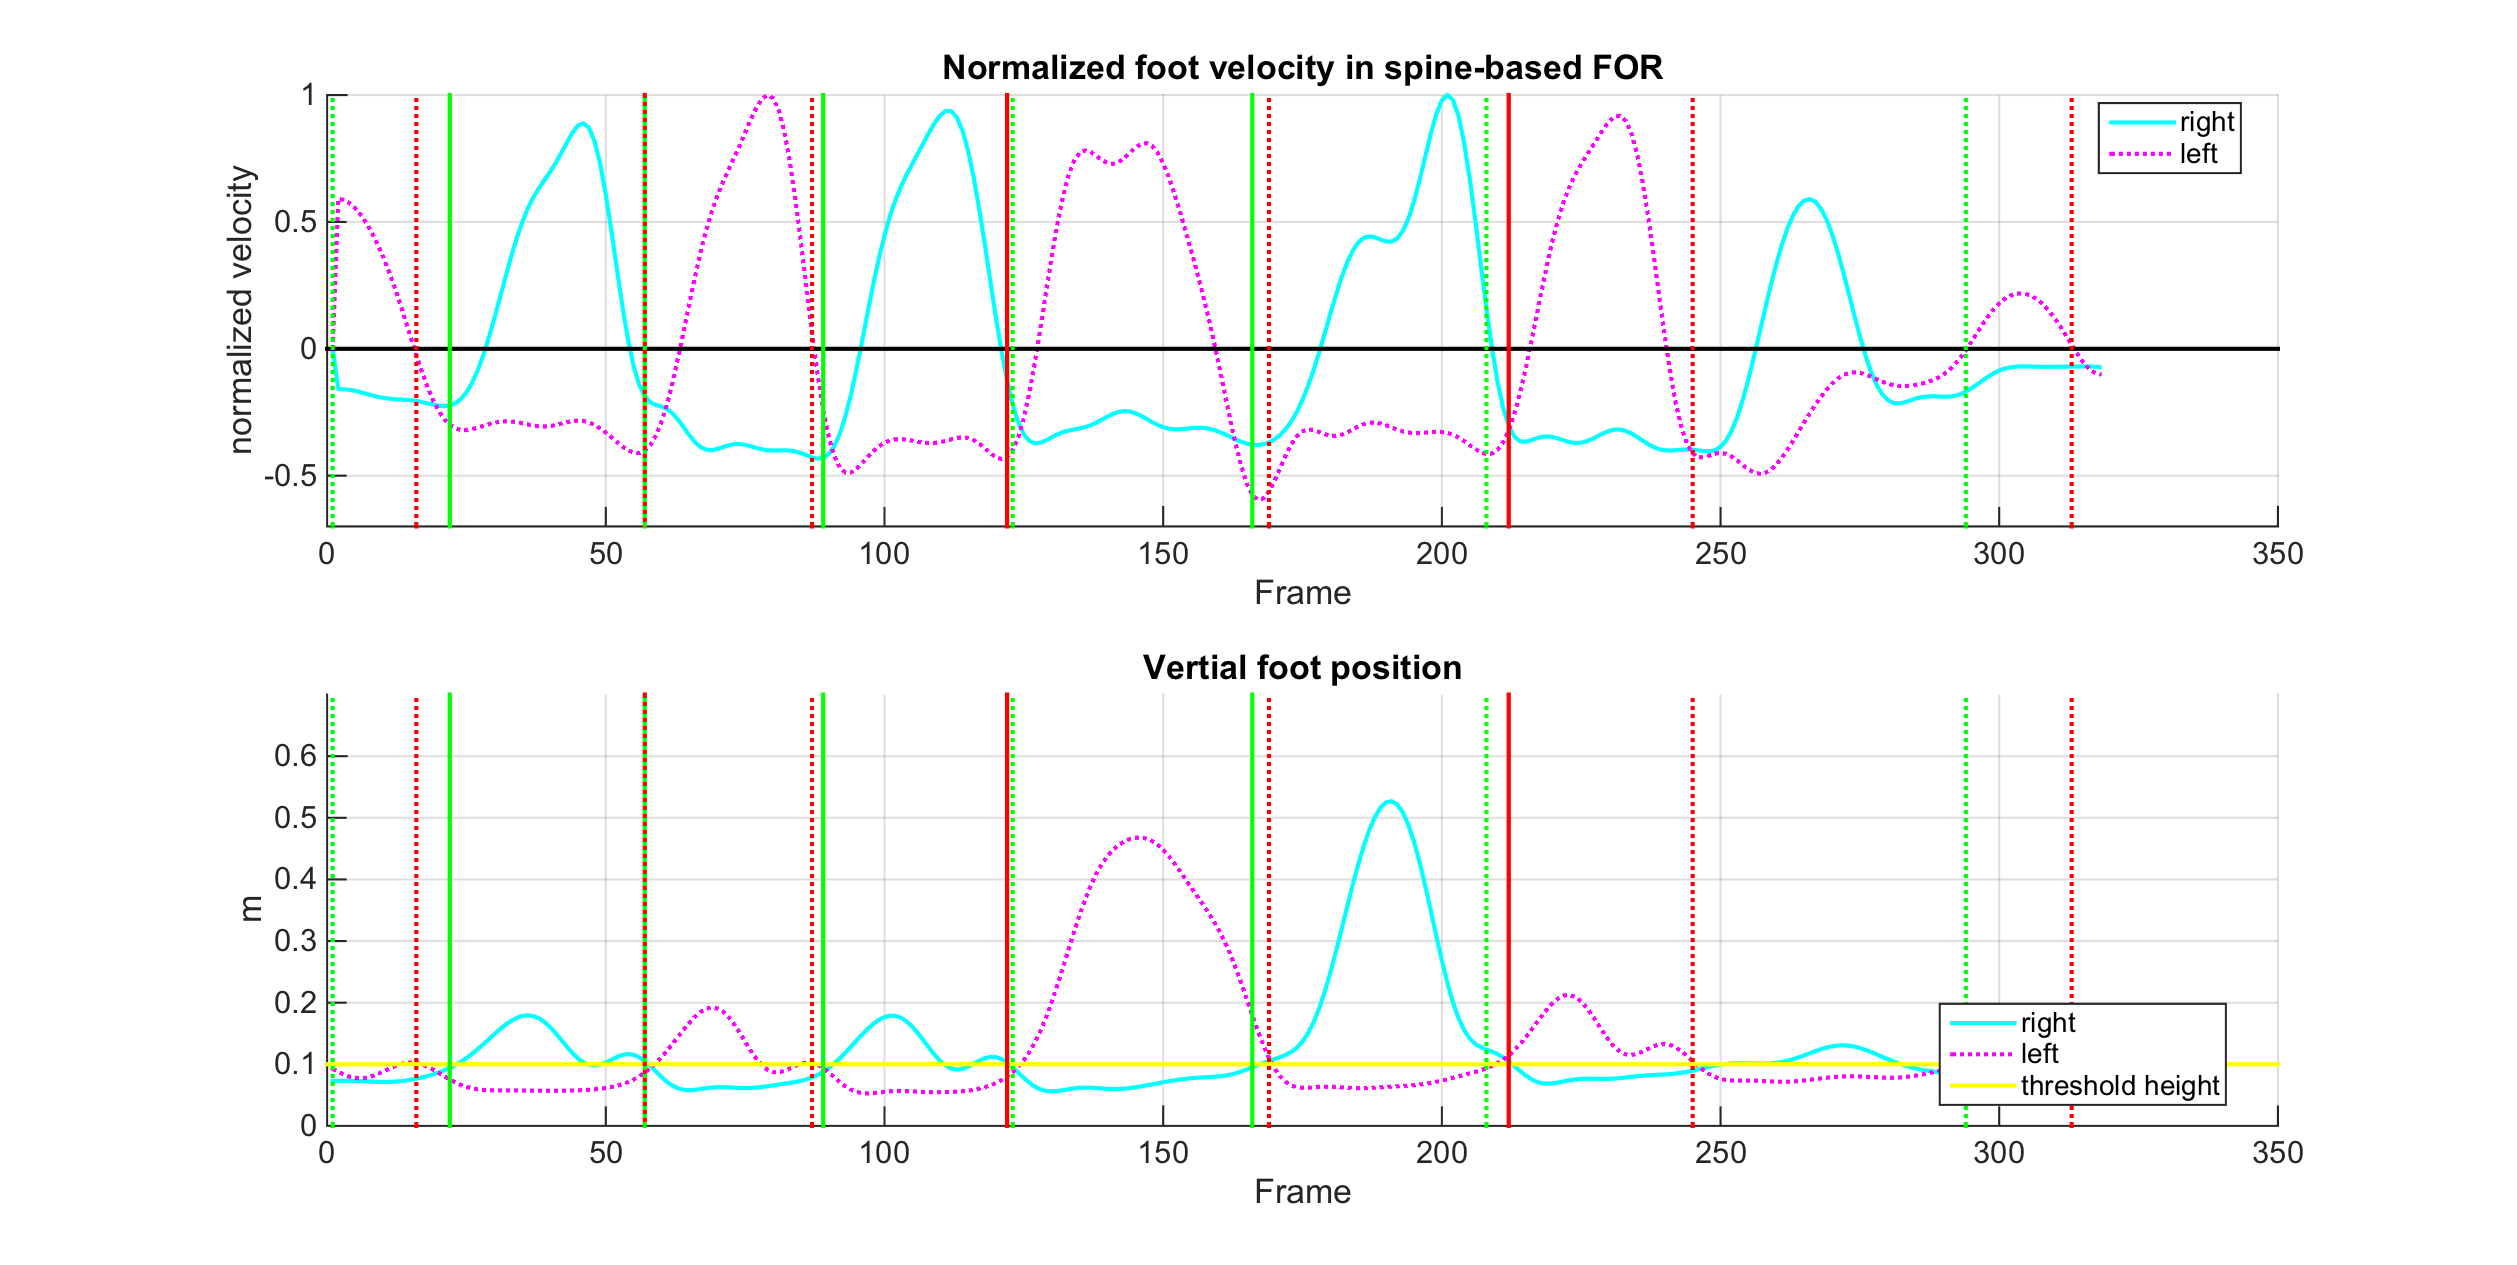 Normalized foot velocity in spine-based FOR
normalized velocity
1
0.5
0
-0.5
0 50 100 150 200 250 300 350
Frame
right
left
Vertial foot position
m
0.6
0.5
0.4
0.3
0.2
0.1
0
0 50 100 150 200 250 300 350
Frame
right
left
threshold height